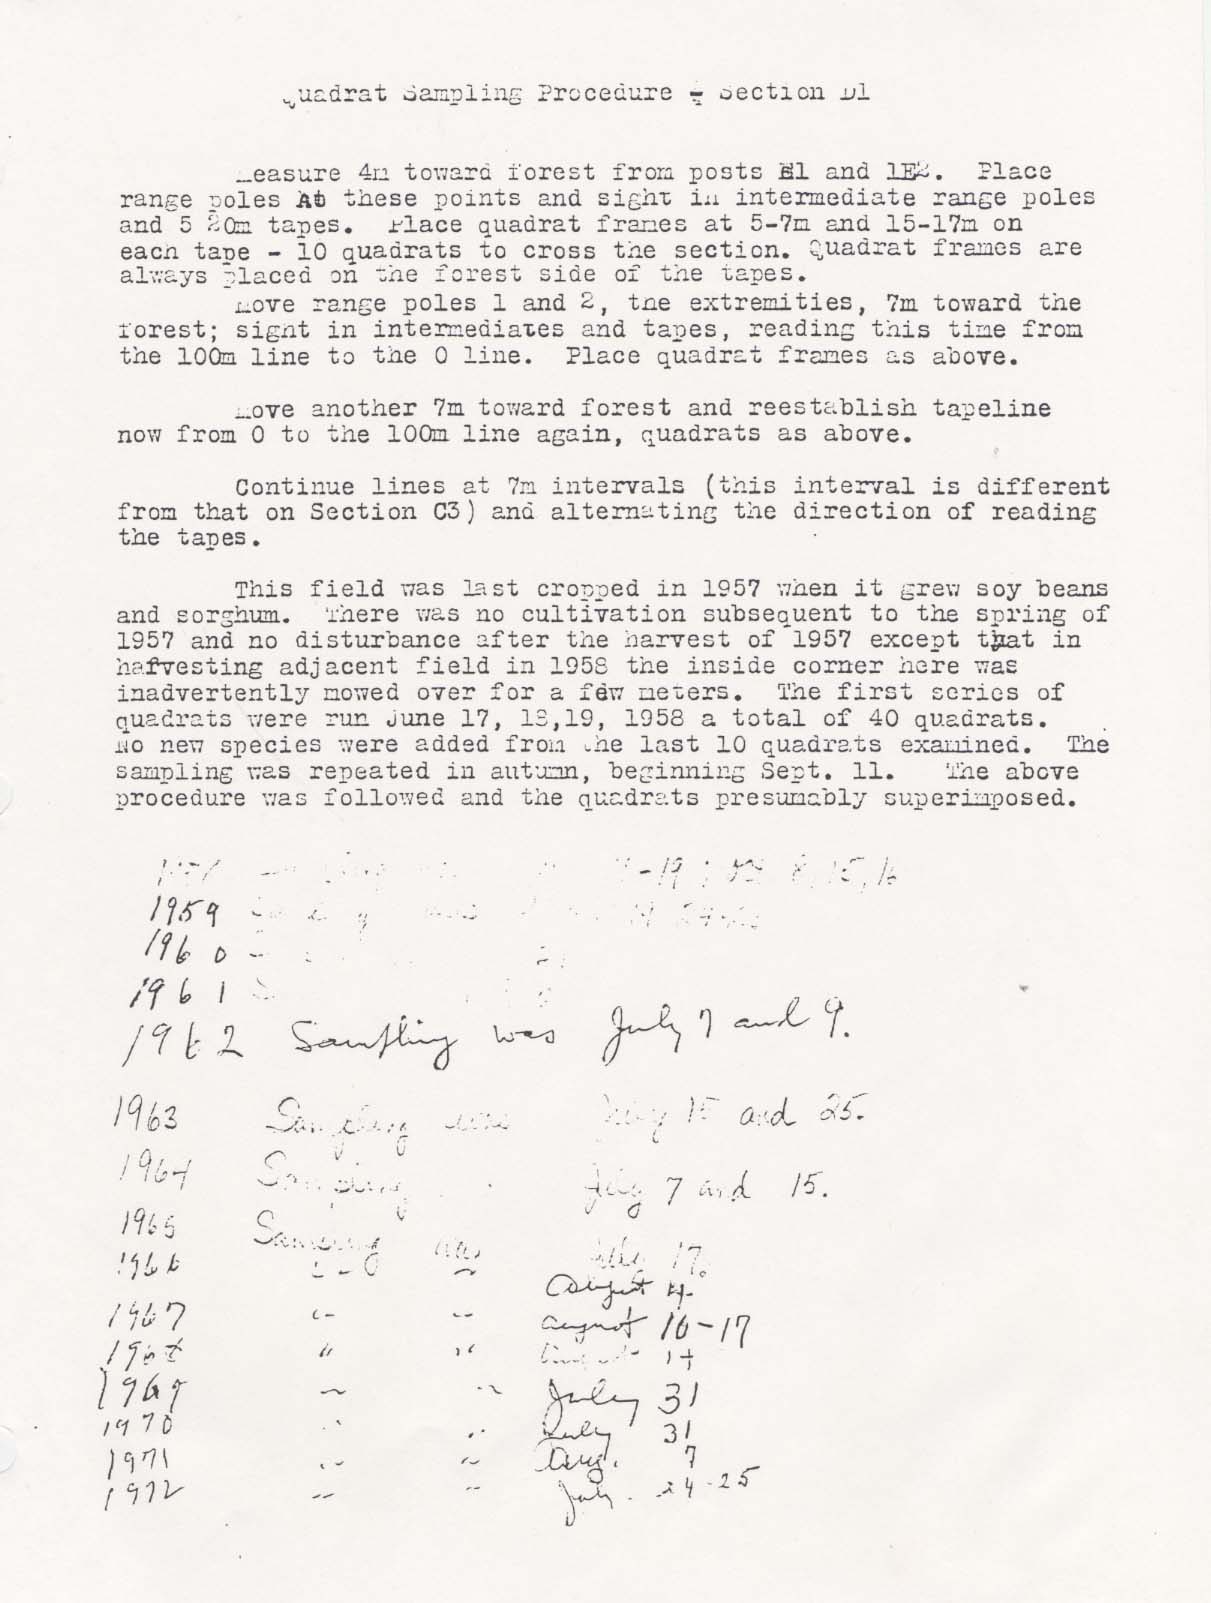 Quadrat Sampling Procedure - Section D1
Measure 4m toward forest from posts E1 and 1E2. Place
range poles At these points and sight in intermediate range poles
and 5 20m tapes. Place quadrat frames at 5-7m and 15-17m on
each tape - 10 quadrats to cross the section. Quadrat frames are
always placed on the forest side of the tapes.
Move range poles 1 and 2, the extremities, 7m toward the
forest; sight in intermediates and tapes, reading this time from
the 100m line to the 0 line. Place quadrat frames as above.
Move another 7m toward forest and reestablish tapeline
now from 0 to the 100m line again, quadrats as above.
Continue lines at 7m intervals (this interval is different
from that on Section C3) and alternating the direction of reading
the tapes.
This field was last cropped in 1957 when it grew soy beans
and sorghum. There was no cultivation subsequent to the spring of
1957 and no disturbance after the harvest of 1957 except that in
harvesting adjacent field in 1958 the inside corner here was
inadvertently mowed over for a few meters. The first series of
quadrats were run June 17, 18,19, 1958 a total of 40 quadrats.
No new species were added from the last 10 quadrats examined. The
sampling was repeated in autumn, beginning Sept. 11. The above
procedure was followed and the quadrats presumably superimposed.
-19; 8, 15, 16
1959
1960
1961
1962 Sampling was July 7 and 9.
1963 Sampling was July 15 and 25.
1964 Sampling July 7 and 15.
1965 Sampling was July 17.
1966 " " August 4.
1967 " " August 16-17
1968 " " August 14
1969 " " July 31
1970 " " July 31
1971 " " Aug. 7
1972 " " July. 24-25